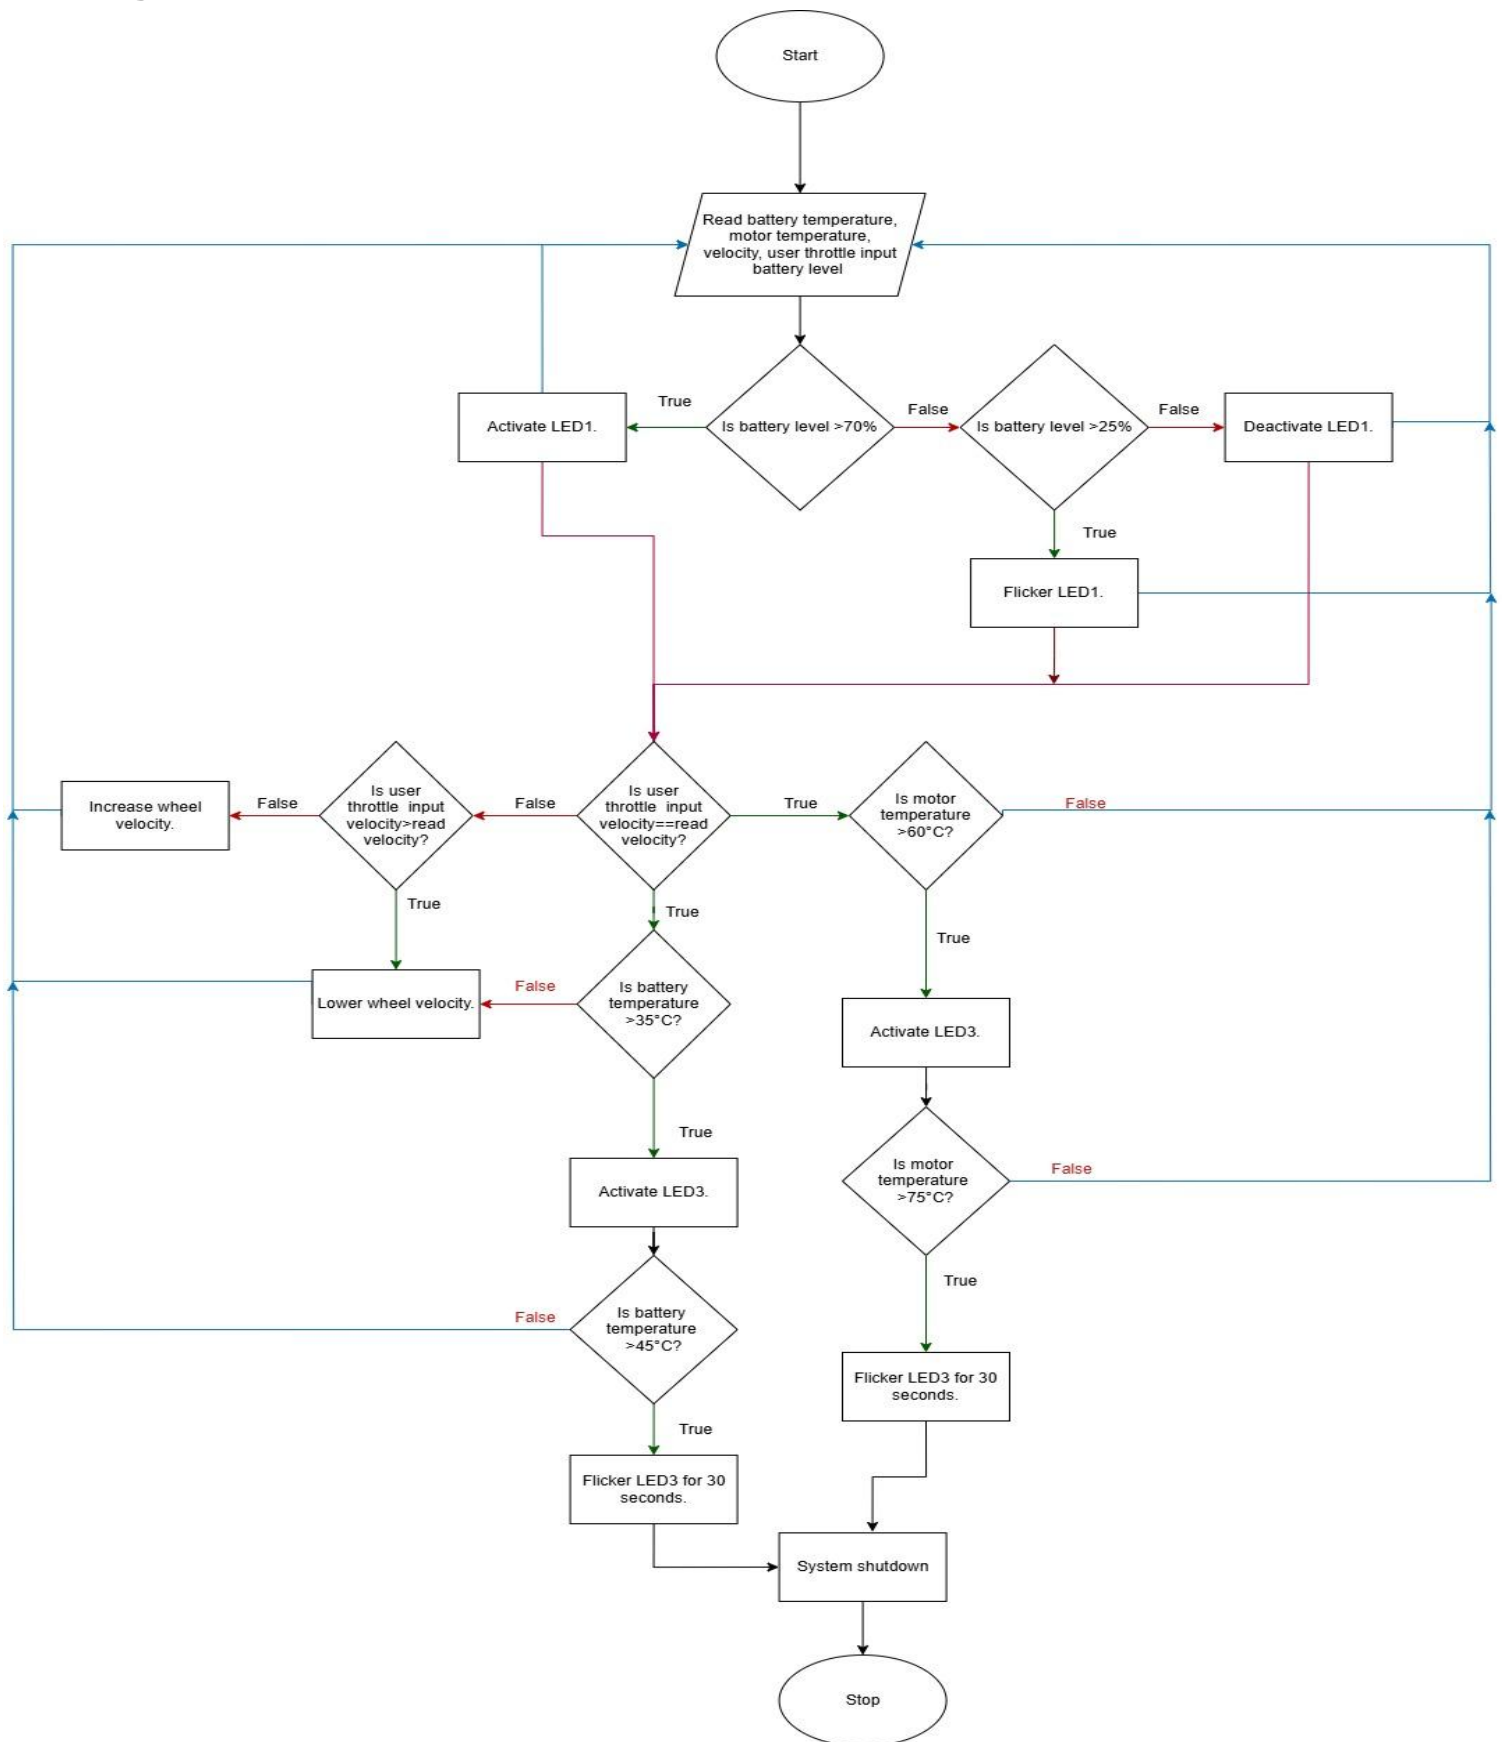 Start
Read battery temperature,
motor temperature,
velocity, user throttle input
battery level
True
False
False
Activate LED1.
Is battery level >70%
Is battery level >25%
Deactivate LED1.
True
Flicker LED1.
Increase wheel
velocity.
False
Is user
throttle input
velocity>read
velocity?
False
Is user
throttle input
velocity==read
velocity?
True
Is motor
temperature
>60°C?
False
True
True
True
Lower wheel velocity.
False
Is battery
temperature
>35°C?
Activate LED3.
True
Activate LED3.
Is motor
temperature
>75°C?
False
True
False
Is battery
temperature
>45°C?
Flicker LED3 for 30
seconds.
True
Flicker LED3 for 30
seconds.
System shutdown
Stop